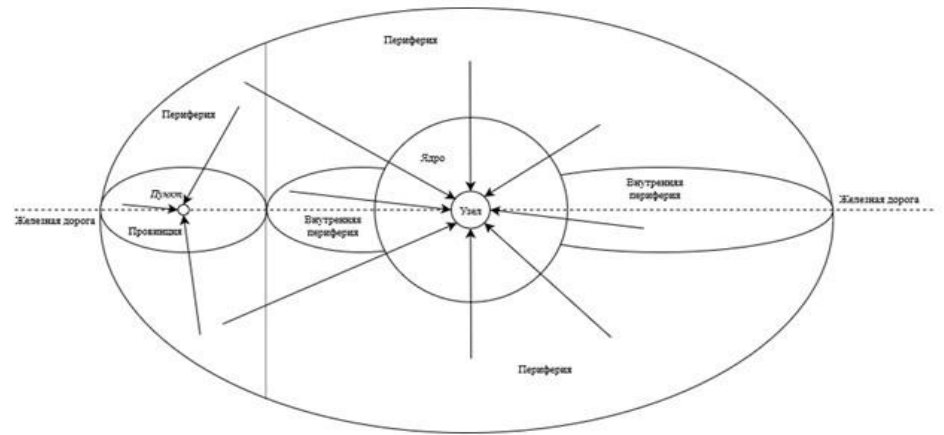 Периферия
Периферия
Ядро
Пункт
Внутренняя
периферия
Железная дорога
Узел
Железная дорога
Провинция
Внутренняя
периферия
Периферия